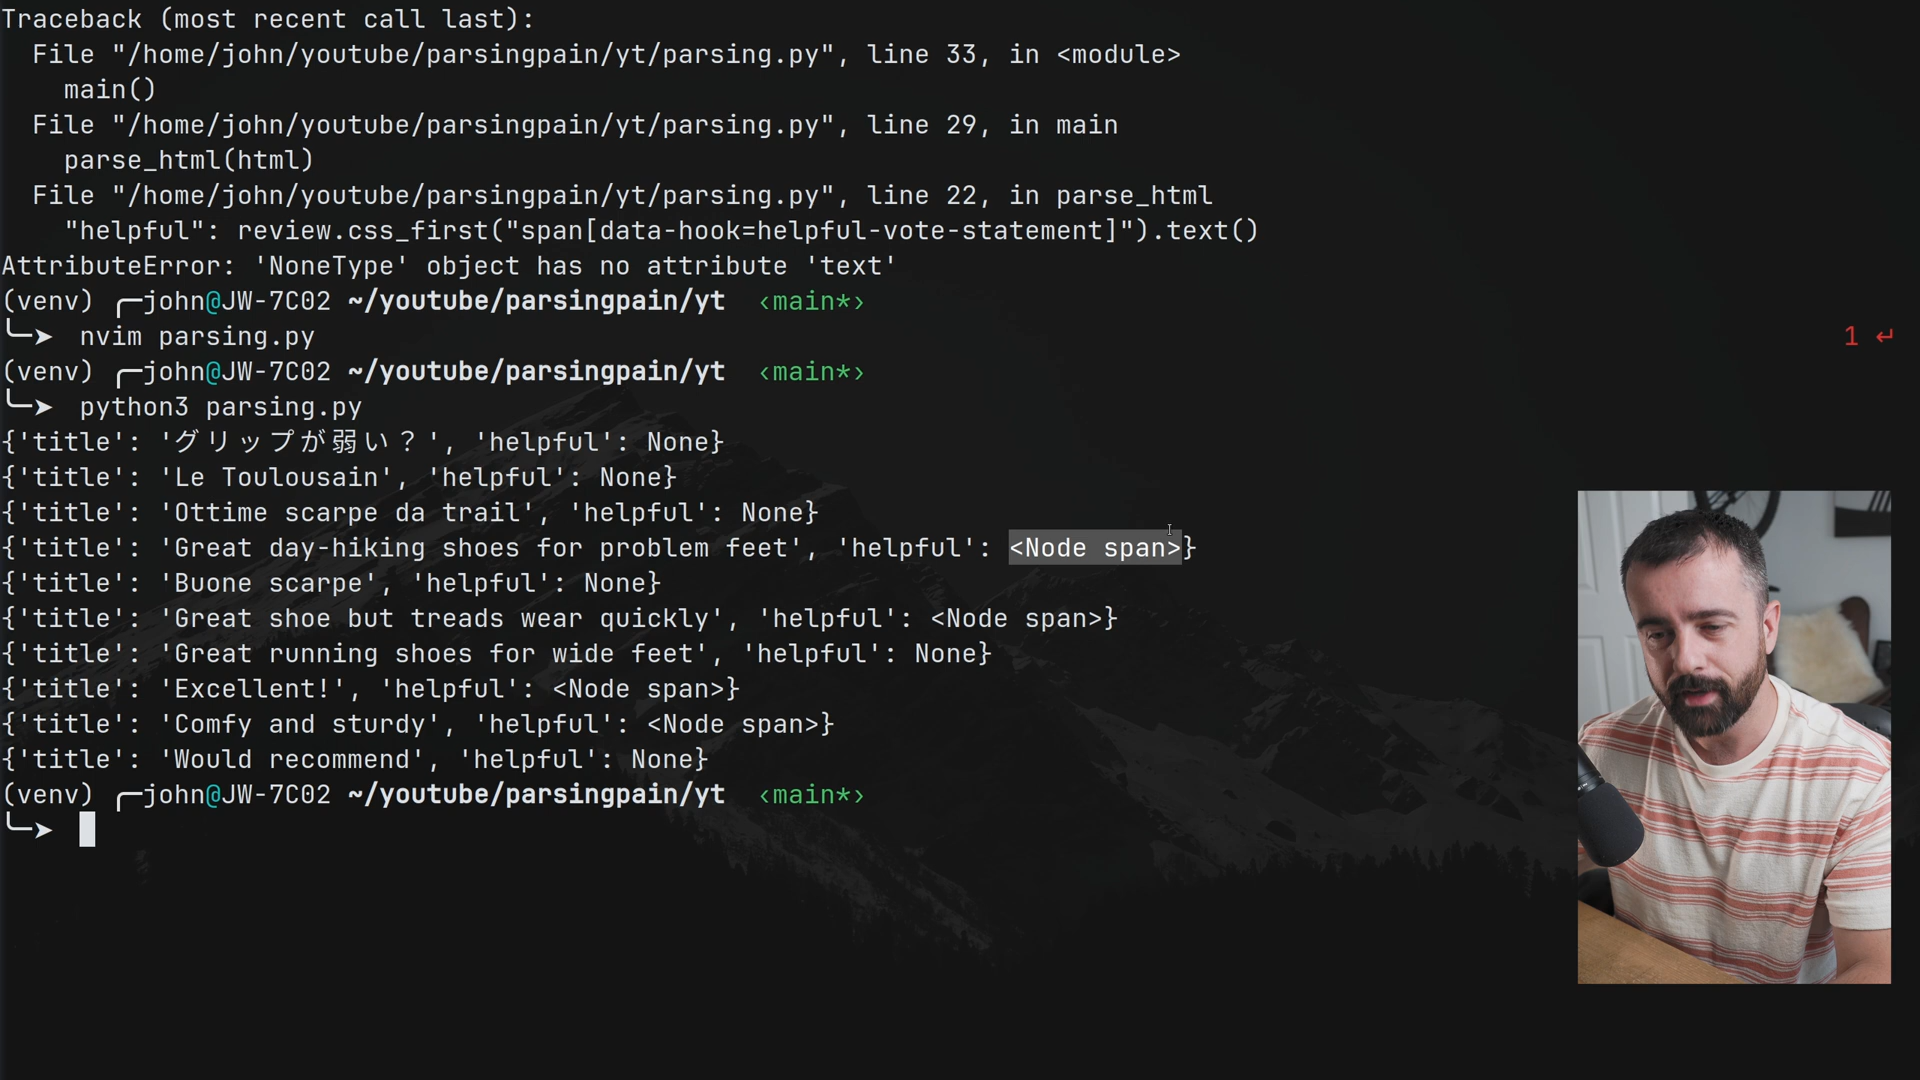 Traceback (most recent call last):
  File "/home/john/youtube/parsingpain/yt/parsing.py", line 33, in <module>
    main()
  File "/home/john/youtube/parsingpain/yt/parsing.py", line 29, in main
    parse_html(html)
  File "/home/john/youtube/parsingpain/yt/parsing.py", line 22, in parse_html
    "helpful": review.css_first("span[data-hook=helpful-vote-statement]").text()
AttributeError: 'NoneType' object has no attribute 'text'
(venv) ╭─john@JW-7C02 ~/youtube/parsingpain/yt ‹main*›
╰─➤ nvim parsing.py 1 ↵
(venv) ╭─john@JW-7C02 ~/youtube/parsingpain/yt ‹main*›
╰─➤ python3 parsing.py
{'title': 'グリップが弱い？', 'helpful': None}
{'title': 'Le Toulousain', 'helpful': None}
{'title': 'Ottime scarpe da trail', 'helpful': None}
{'title': 'Great day-hiking shoes for problem feet', 'helpful': <Node span>}
{'title': 'Buone scarpe', 'helpful': None}
{'title': 'Great shoe but treads wear quickly', 'helpful': <Node span>}
{'title': 'Great running shoes for wide feet', 'helpful': None}
{'title': 'Excellent!', 'helpful': <Node span>}
{'title': 'Comfy and sturdy', 'helpful': <Node span>}
{'title': 'Would recommend', 'helpful': None}
(venv) ╭─john@JW-7C02 ~/youtube/parsingpain/yt ‹main*›
╰─➤